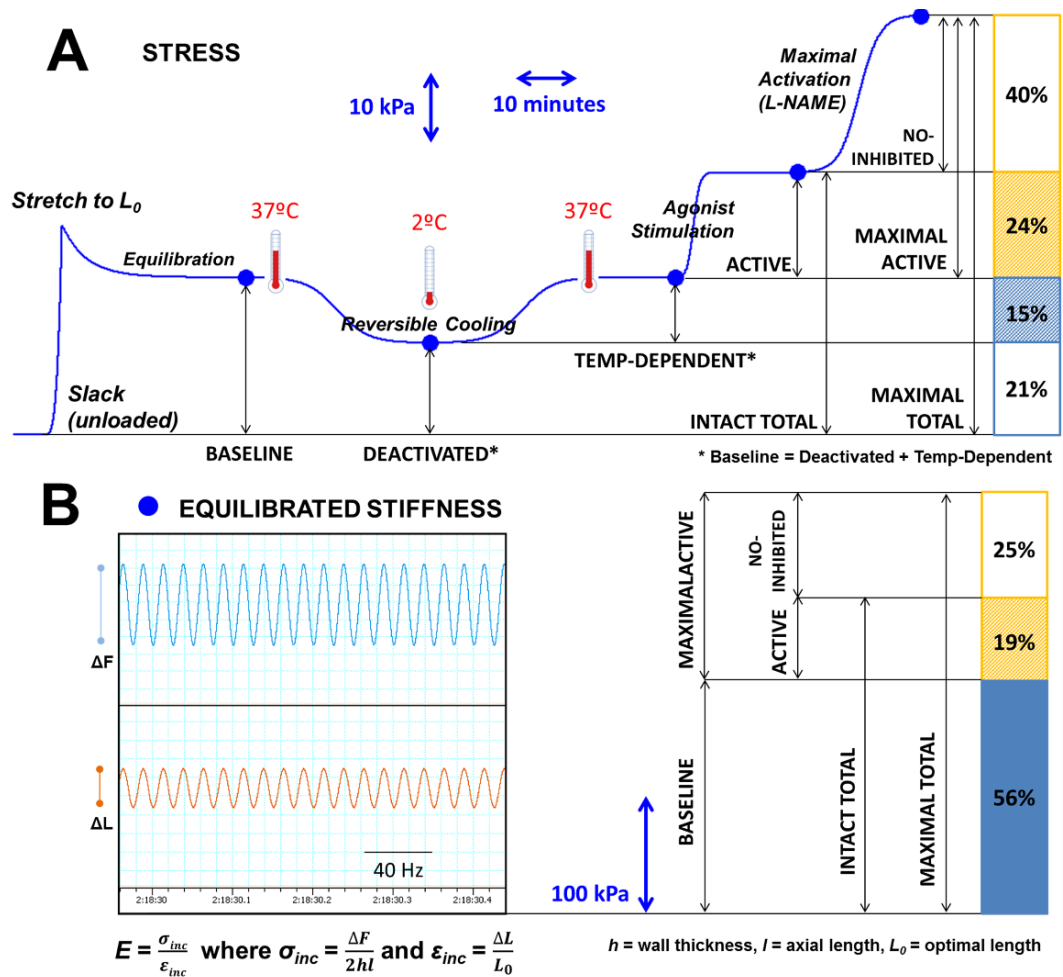 A
STRESS
10 kPa
10 minutes
Maximal
Activation
(L-NAME)
40%
NO-
INHIBITED
Stretch to L0
37ºC
2ºC
37ºC
Equilibration
Agonist
Stimulation
ACTIVE
MAXIMAL
ACTIVE
24%
Reversible Cooling
15%
TEMP-DEPENDENT*
Slack
(unloaded)
INTACT TOTAL
MAXIMAL
TOTAL
21%
BASELINE
DEACTIVATED*
* Baseline = Deactivated + Temp-Dependent
B
EQUILIBRATED STIFFNESS
ΔF
ΔL
40 Hz
2:18:30
2:18:30.1
2:18:30.2
2:18:30.3
2:18:30.4
E = σinc / εinc where σinc = ΔF / 2hl and εinc = ΔL / L0
MAXIMALACTIVE
NO-
INHIBITED
ACTIVE
25%
19%
BASELINE
INTACT TOTAL
MAXIMAL TOTAL
56%
100 kPa
h = wall thickness, l = axial length, L0 = optimal length